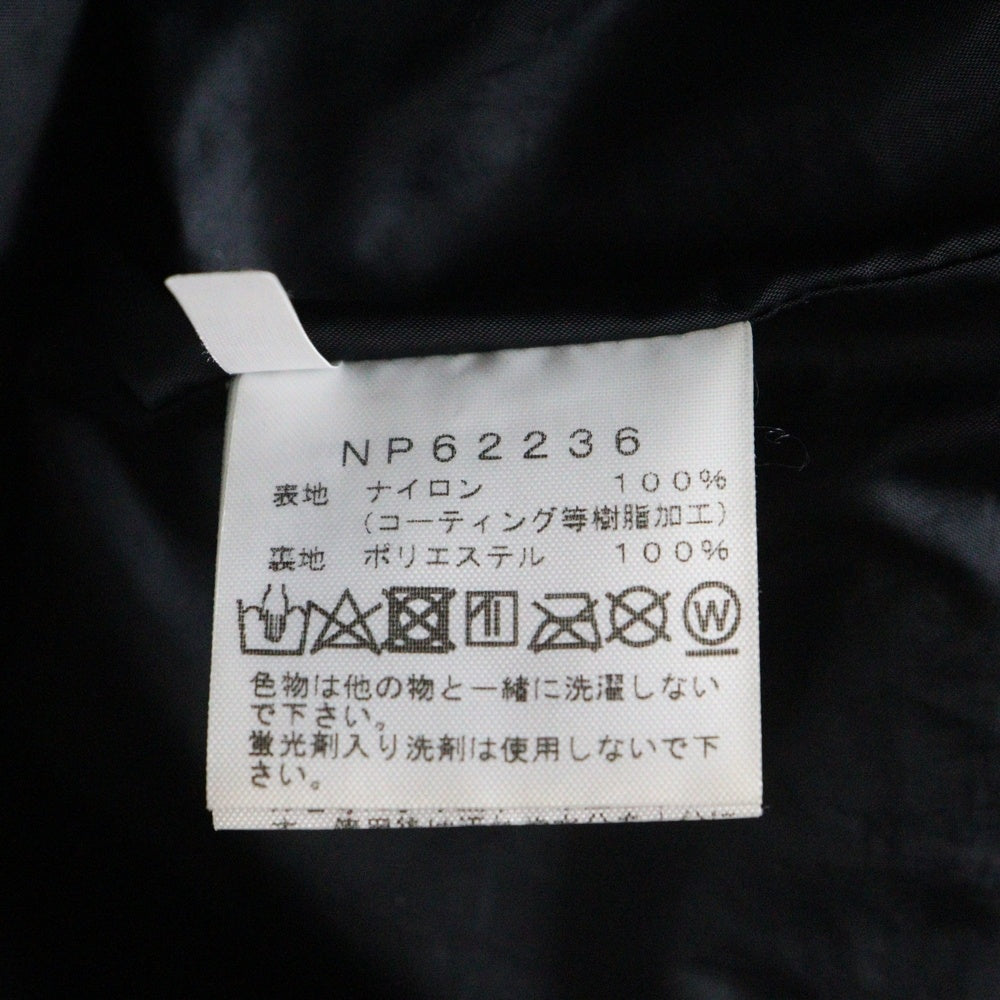 NP62236
表地 ナイロン 100%
(コーティング等樹脂加工)
裏地 ポリエステル 100%
W
色物は他の物と一緒に洗濯しない
で下さい。
蛍光剤入り洗剤は使用しないで下
さい。